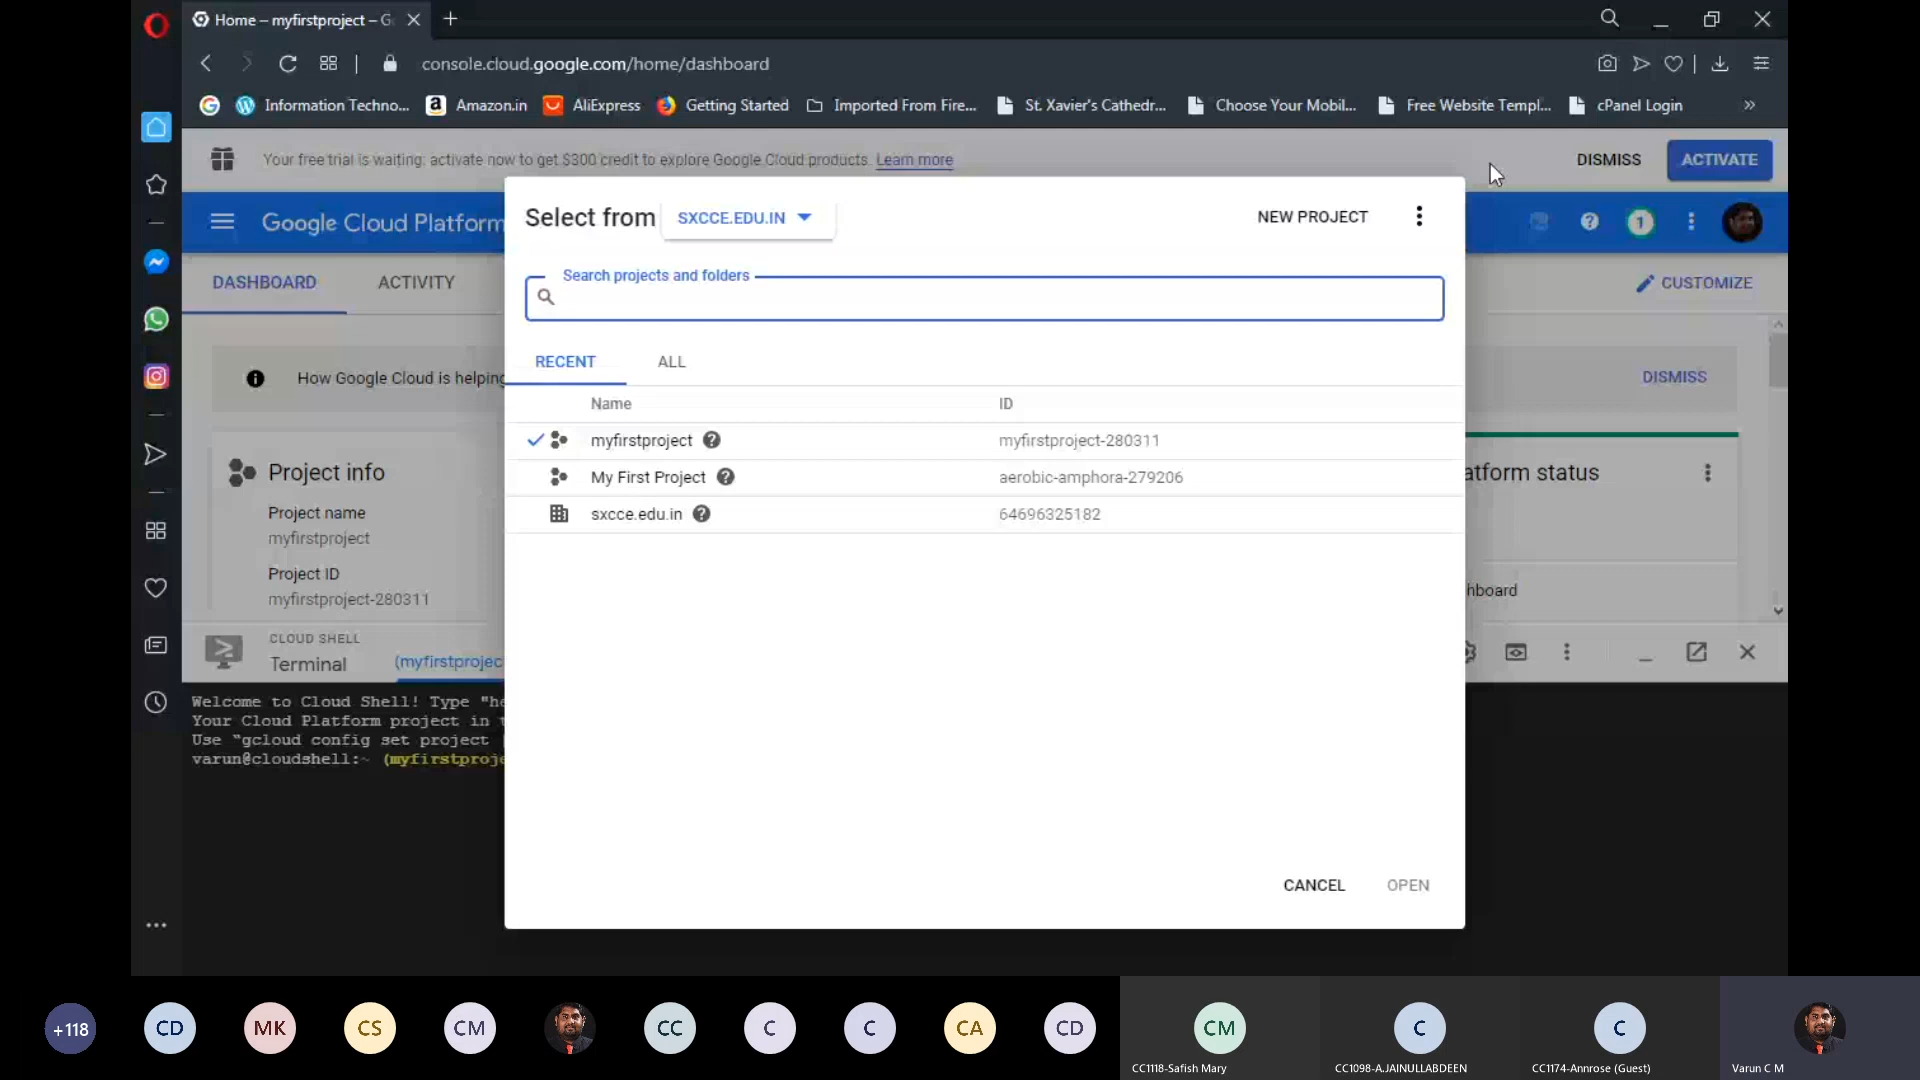 Home – myfirstproject – G
console.cloud.google.com/home/dashboard
Information Techno...
Amazon.in
AliExpress
Getting Started
Imported From Fire...
St. Xavier's Cathedr...
Choose Your Mobil...
Free Website Templ...
cPanel Login
»
Your free trial is waiting: activate now to get $300 credit to explore Google Cloud products. Learn more
DISMISS
ACTIVATE
Google Cloud Platform
Select from
SXCCE.EDU.IN
NEW PROJECT
1
DASHBOARD
ACTIVITY
CUSTOMIZE
Search projects and folders
RECENT
ALL
How Google Cloud is helping
DISMISS
Name
ID
myfirstproject
myfirstproject-280311
My First Project
aerobic-amphora-279206
sxcce.edu.in
64696325182
Project info
Project name
myfirstproject
Project ID
myfirstproject-280311
atform status
hboard
CLOUD SHELL
Terminal
(myfirstprojec
Welcome to Cloud Shell! Type "he
Your Cloud Platform project in t
Use "gcloud config set project
varun@cloudshell:~ (myfirstproje
CANCEL
OPEN
+118
CD
MK
CS
CM
CC
C
C
CA
CD
CM
CC1118-Safish Mary
C
CC1098-A.JAINULLABDEEN
C
CC1174-Annrose (Guest)
Varun C M